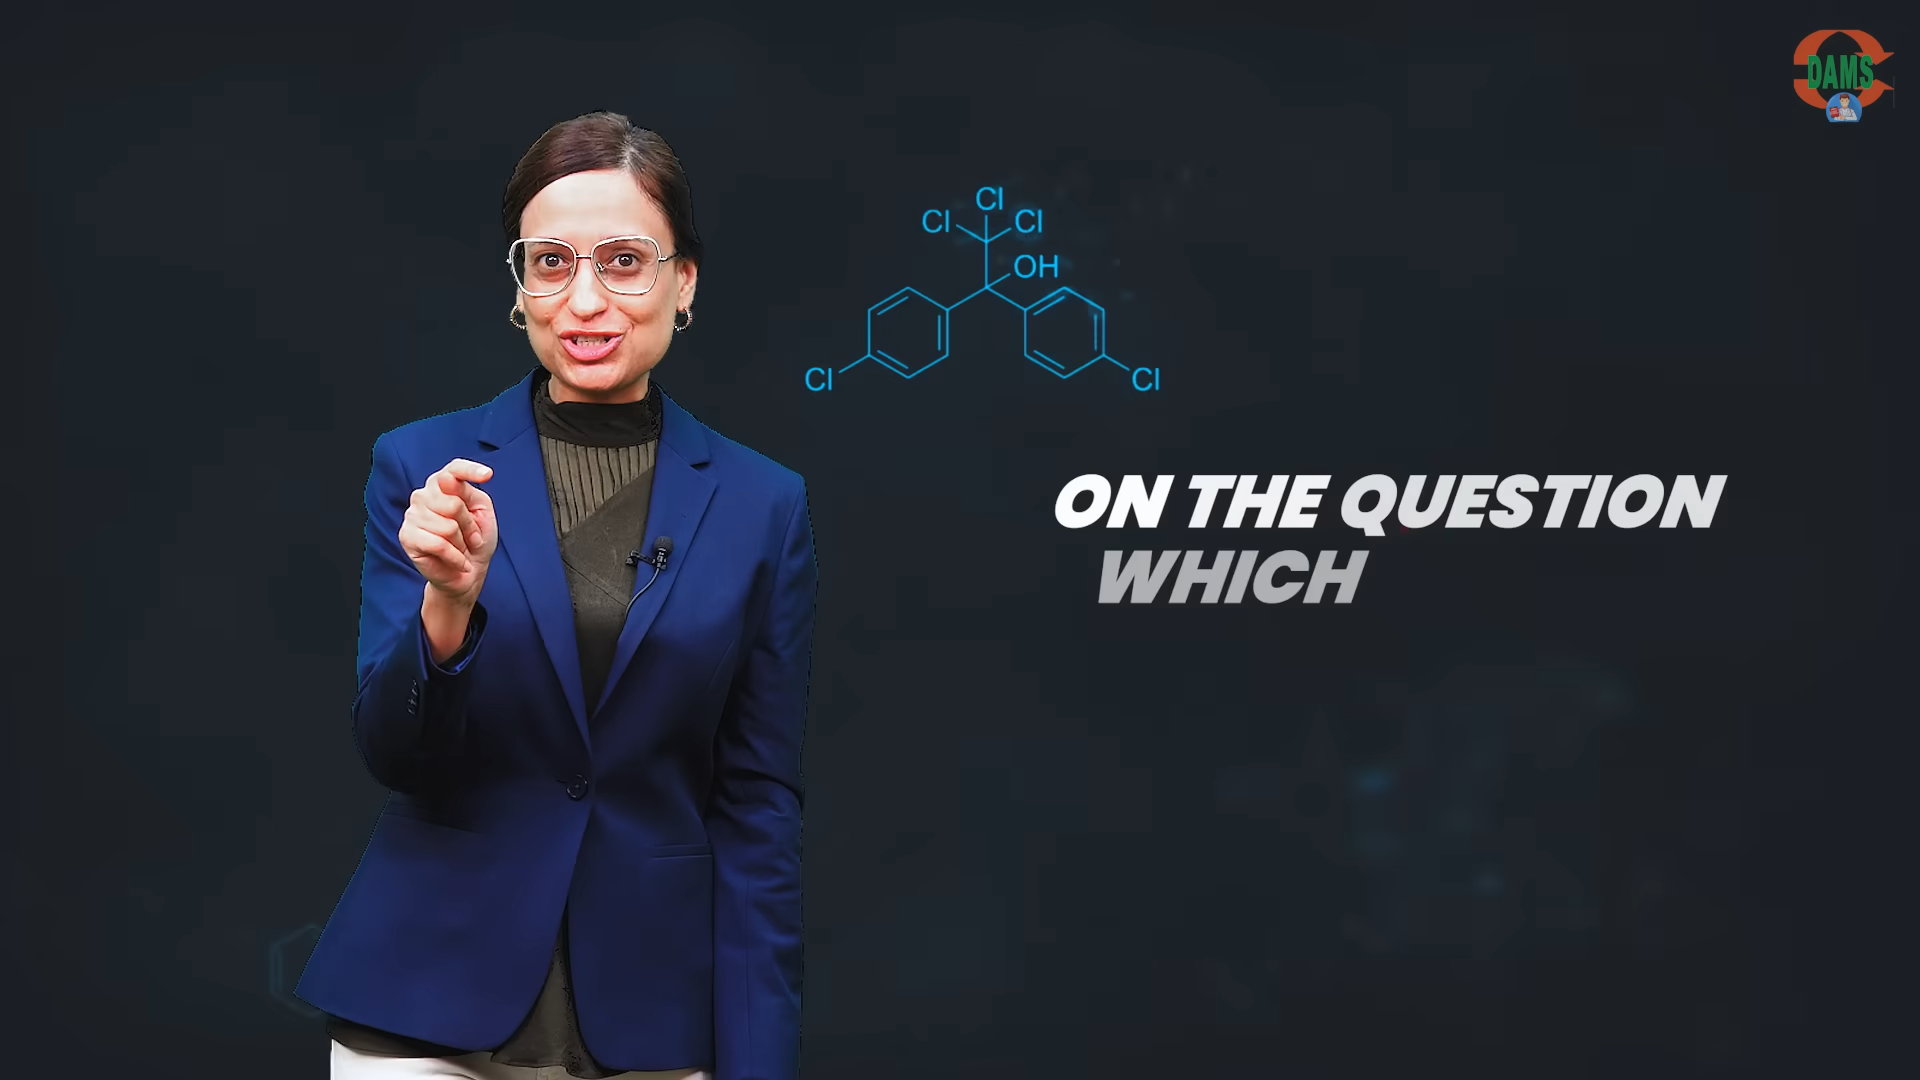 DAMS
Cl
Cl Cl
OH
Cl Cl
ON THE QUESTION
WHICH